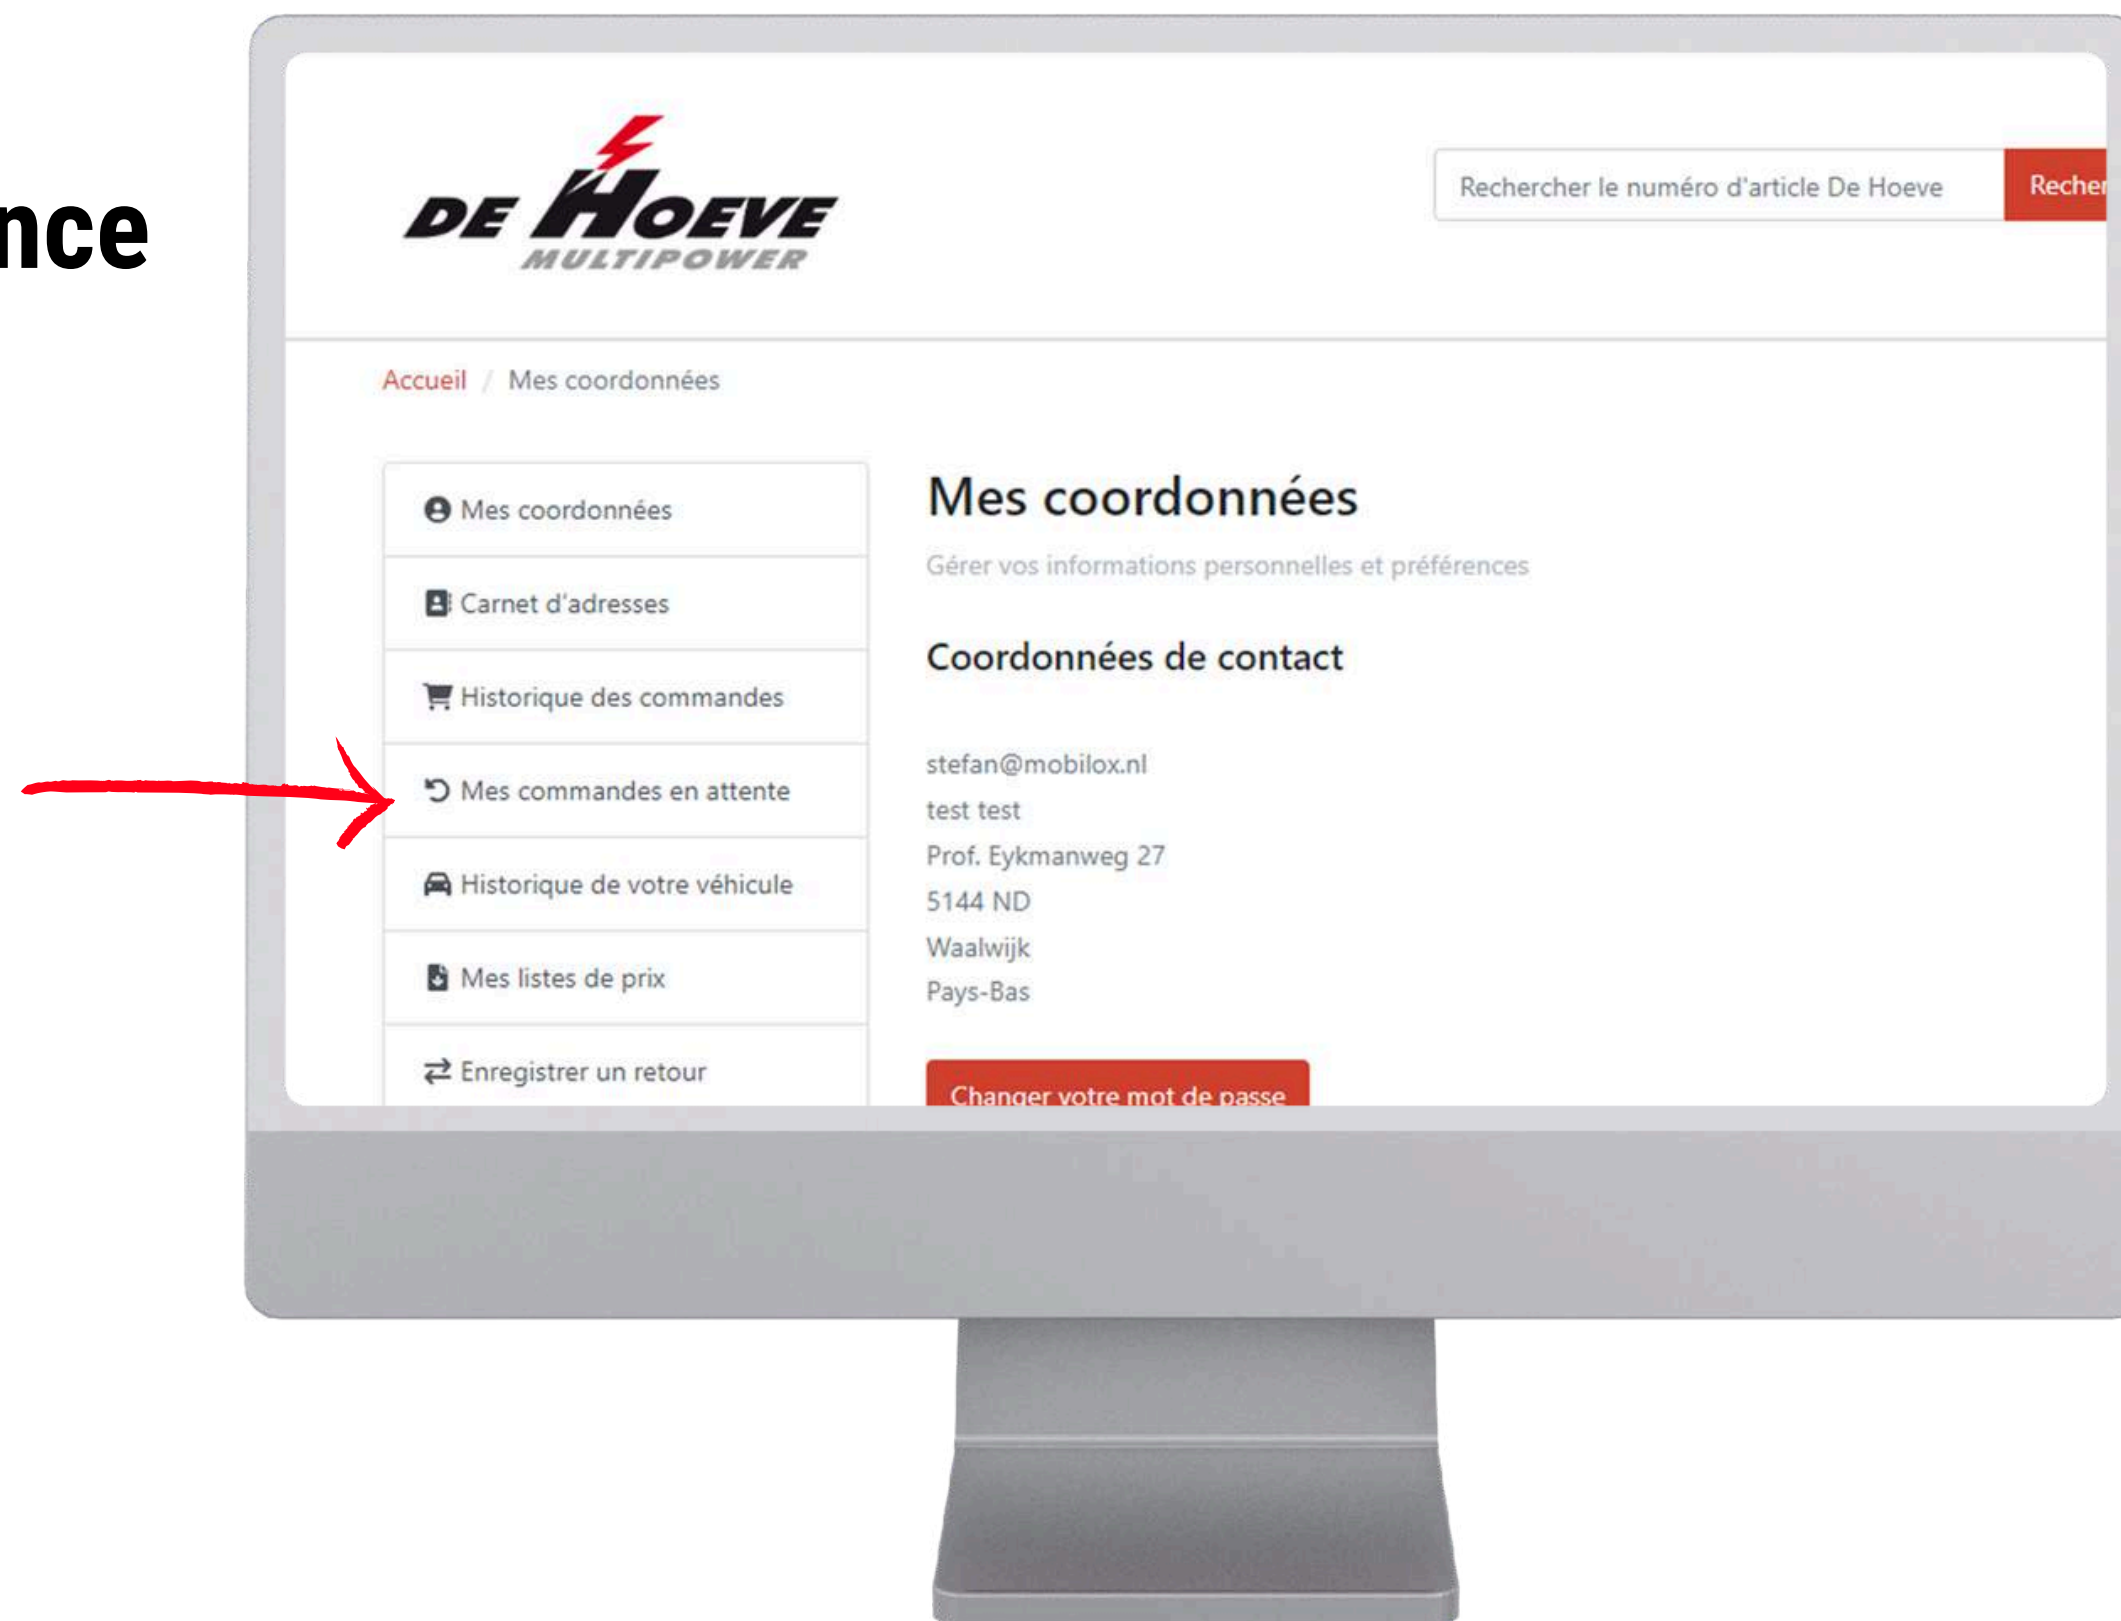 nce
DE HOEVE
MULTIPOWER
Rechercher le numéro d'article De Hoeve
Recher
Accueil / Mes coordonnées
Mes coordonnées
Carnet d'adresses
Historique des commandes
Mes commandes en attente
Historique de votre véhicule
Mes listes de prix
Enregistrer un retour
Mes coordonnées
Gérer vos informations personnelles et préférences
Coordonnées de contact
stefan@mobilox.nl
test test
Prof. Eykmanweg 27
5144 ND
Waalwijk
Pays-Bas
Changer votre mot de passe